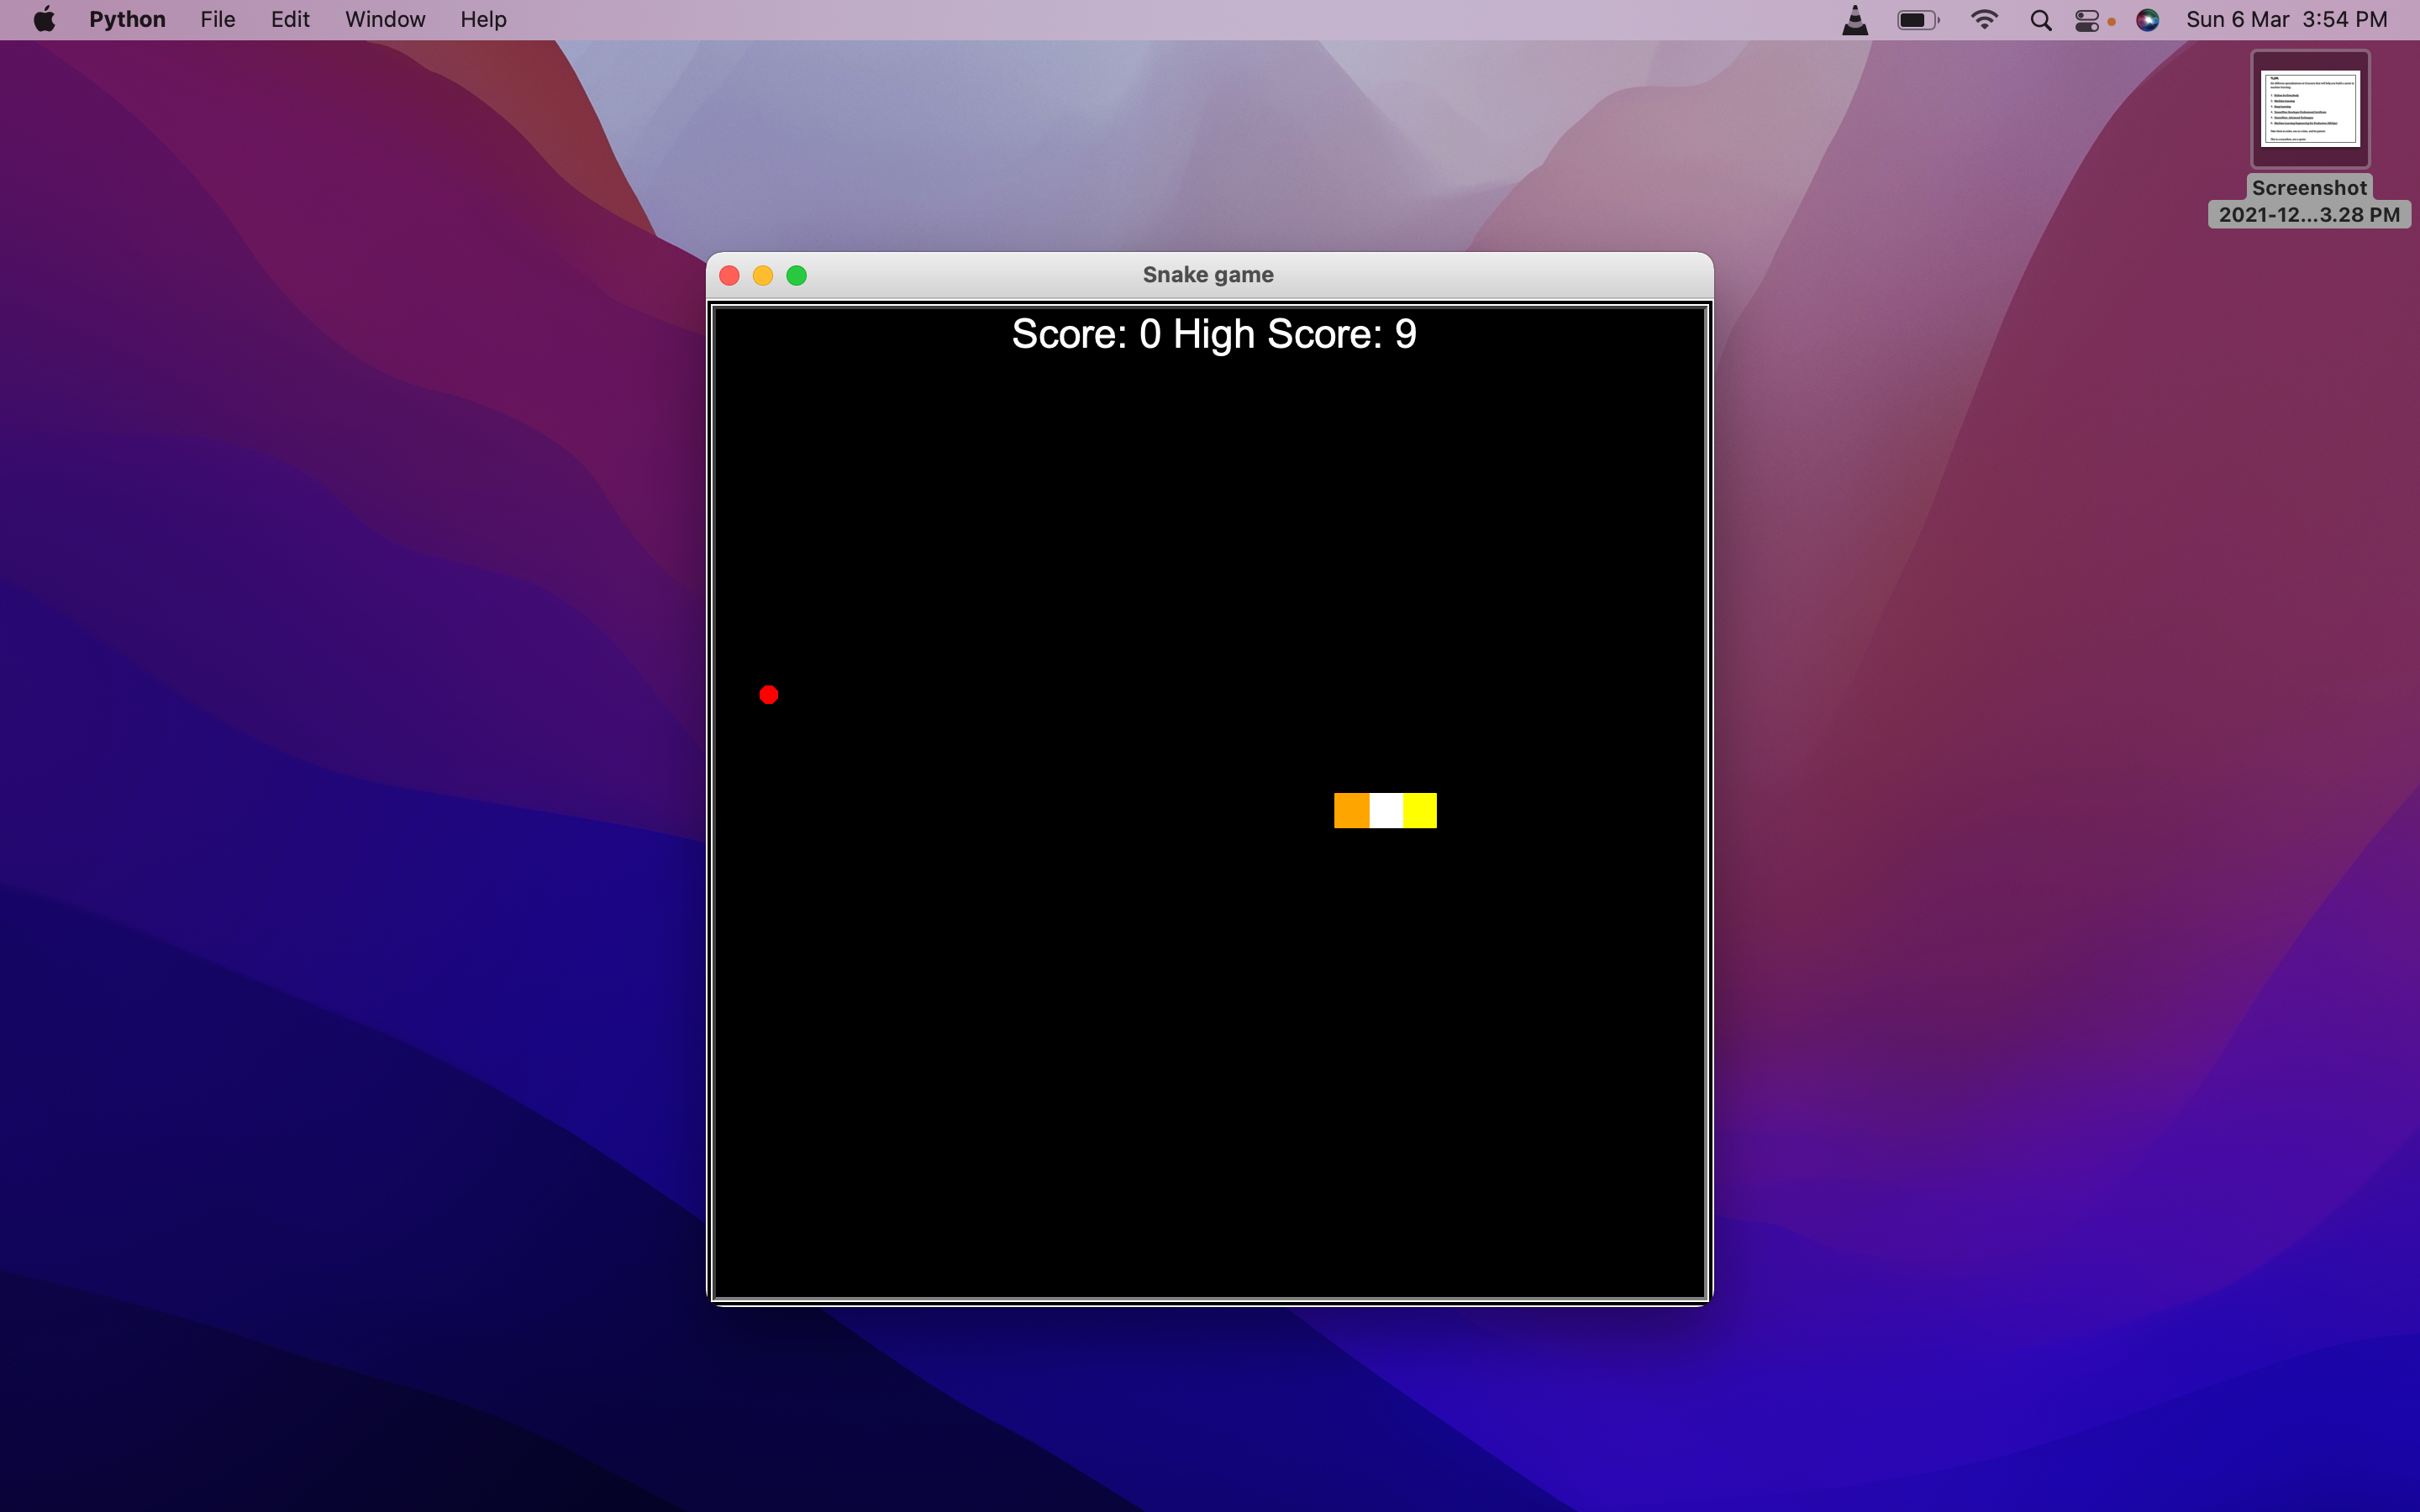 Python File Edit Window Help Sun 6 Mar 3:54 PM
Screenshot
2021-12...3.28 PM
Snake game
Score: 0 High Score: 9